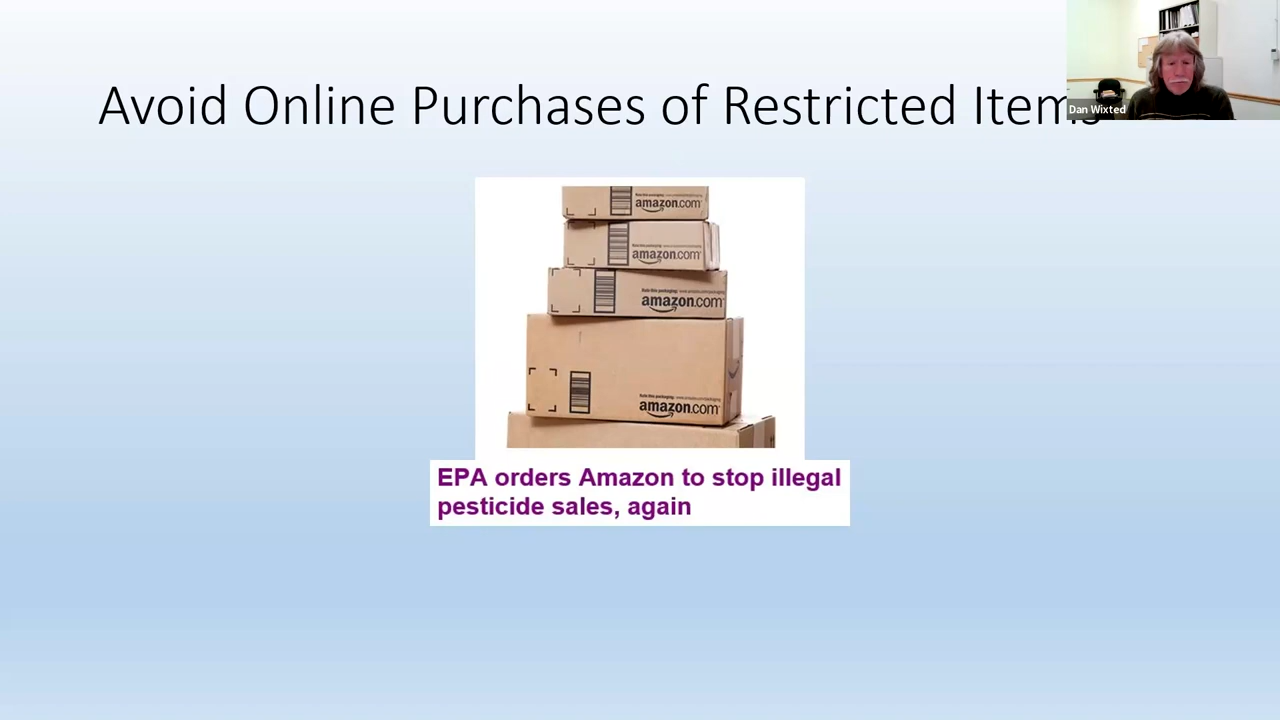 Avoid Online Purchases of Restricted Items
Dan Wixted
amazon.com
amazon.com
amazon.com
amazon.com
EPA orders Amazon to stop illegal
pesticide sales, again